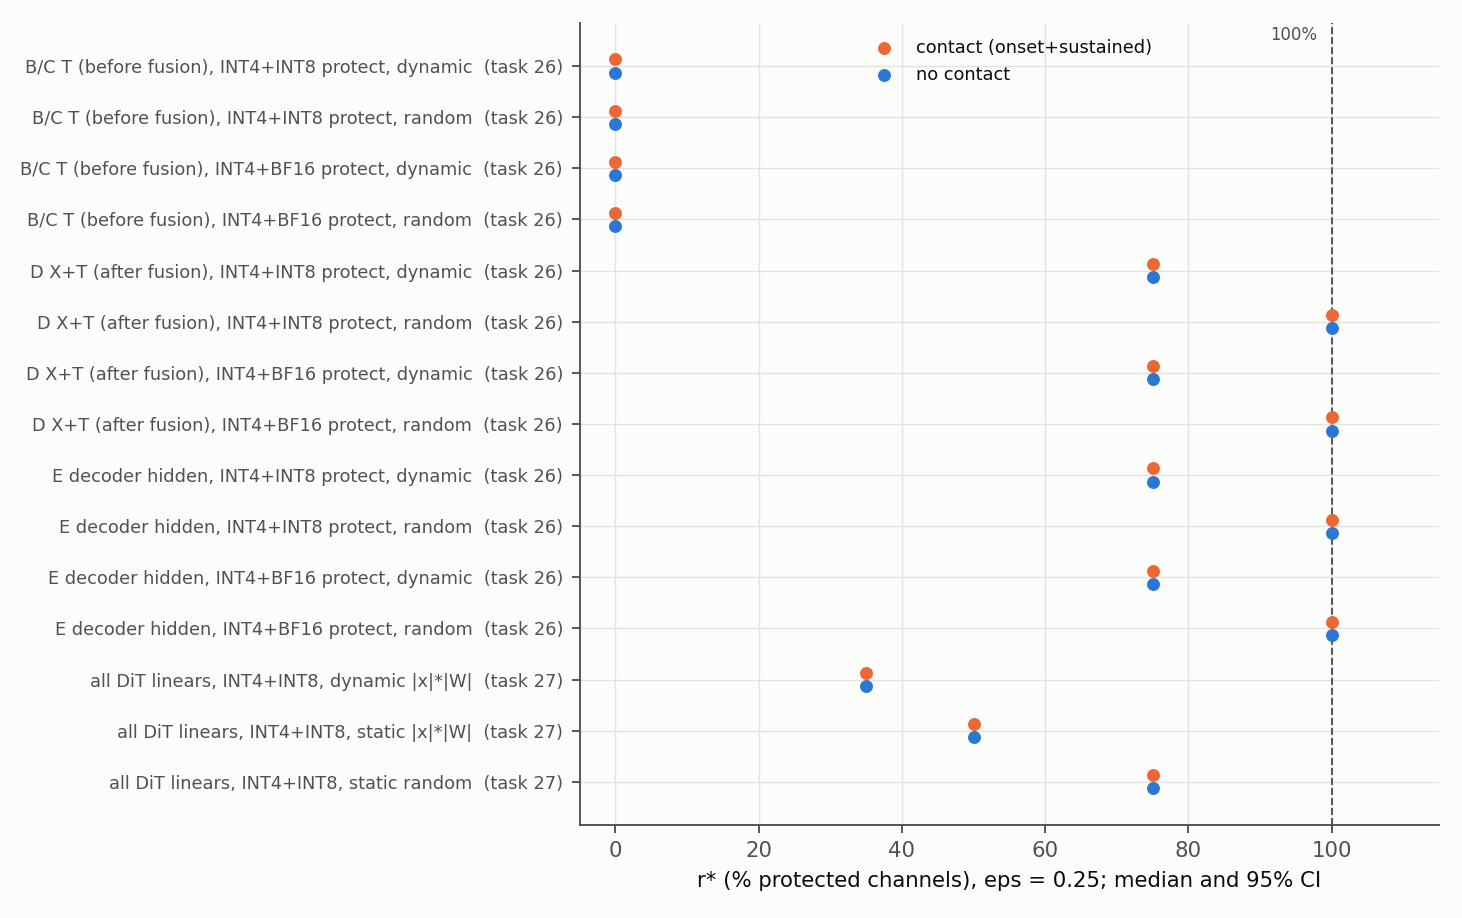 100%
contact (onset+sustained)
no contact
B/C T (before fusion), INT4+INT8 protect, dynamic (task 26)
B/C T (before fusion), INT4+INT8 protect, random (task 26)
B/C T (before fusion), INT4+BF16 protect, dynamic (task 26)
B/C T (before fusion), INT4+BF16 protect, random (task 26)
D X+T (after fusion), INT4+INT8 protect, dynamic (task 26)
D X+T (after fusion), INT4+INT8 protect, random (task 26)
D X+T (after fusion), INT4+BF16 protect, dynamic (task 26)
D X+T (after fusion), INT4+BF16 protect, random (task 26)
E decoder hidden, INT4+INT8 protect, dynamic (task 26)
E decoder hidden, INT4+INT8 protect, random (task 26)
E decoder hidden, INT4+BF16 protect, dynamic (task 26)
E decoder hidden, INT4+BF16 protect, random (task 26)
all DiT linears, INT4+INT8, dynamic |x|*|W| (task 27)
all DiT linears, INT4+INT8, static |x|*|W| (task 27)
all DiT linears, INT4+INT8, static random (task 27)
0 20 40 60 80 100
r* (% protected channels), eps = 0.25; median and 95% CI